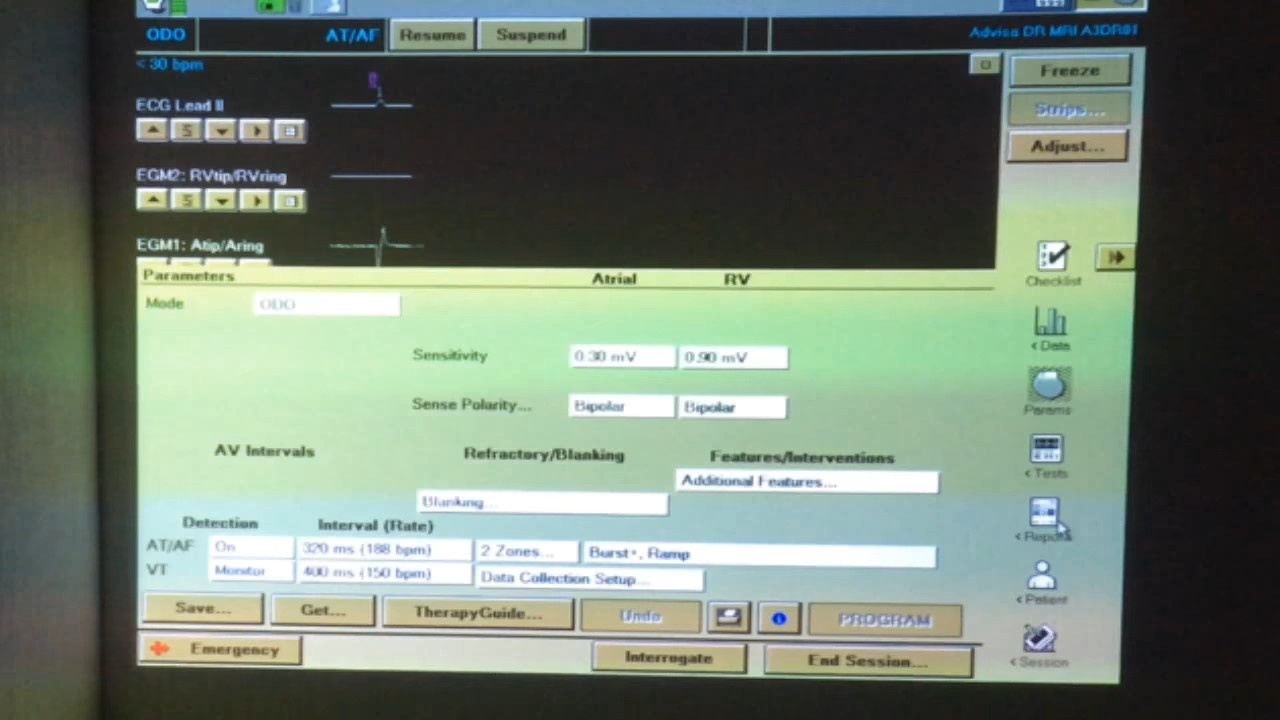 ODO AT/AF Resume Suspend Advisa DR MRI A3DR01
< 30 bpm
Freeze
ECG Lead II
Strips...
S
Adjust...
EGM2: RVtip/RVring
S
EGM1: Atip/Aring
Checklist
Parameters Atrial RV
Mode ODO
< Data
Sensitivity 0.30 mV 0.90 mV
Params
Sense Polarity... Bipolar Bipolar
AV Intervals Refractory/Blanking Features/Interventions
< Tests
Additional Features...
Blanking...
Detection Interval (Rate)
< Reports
AT/AF On 320 ms (188 bpm) 2 Zones... Burst+, Ramp
VT Monitor 400 ms (150 bpm) Data Collection Setup...
< Patient
Save... Get... TherapyGuide... Undo PROGRAM
Emergency Interrogate End Session...
< Session